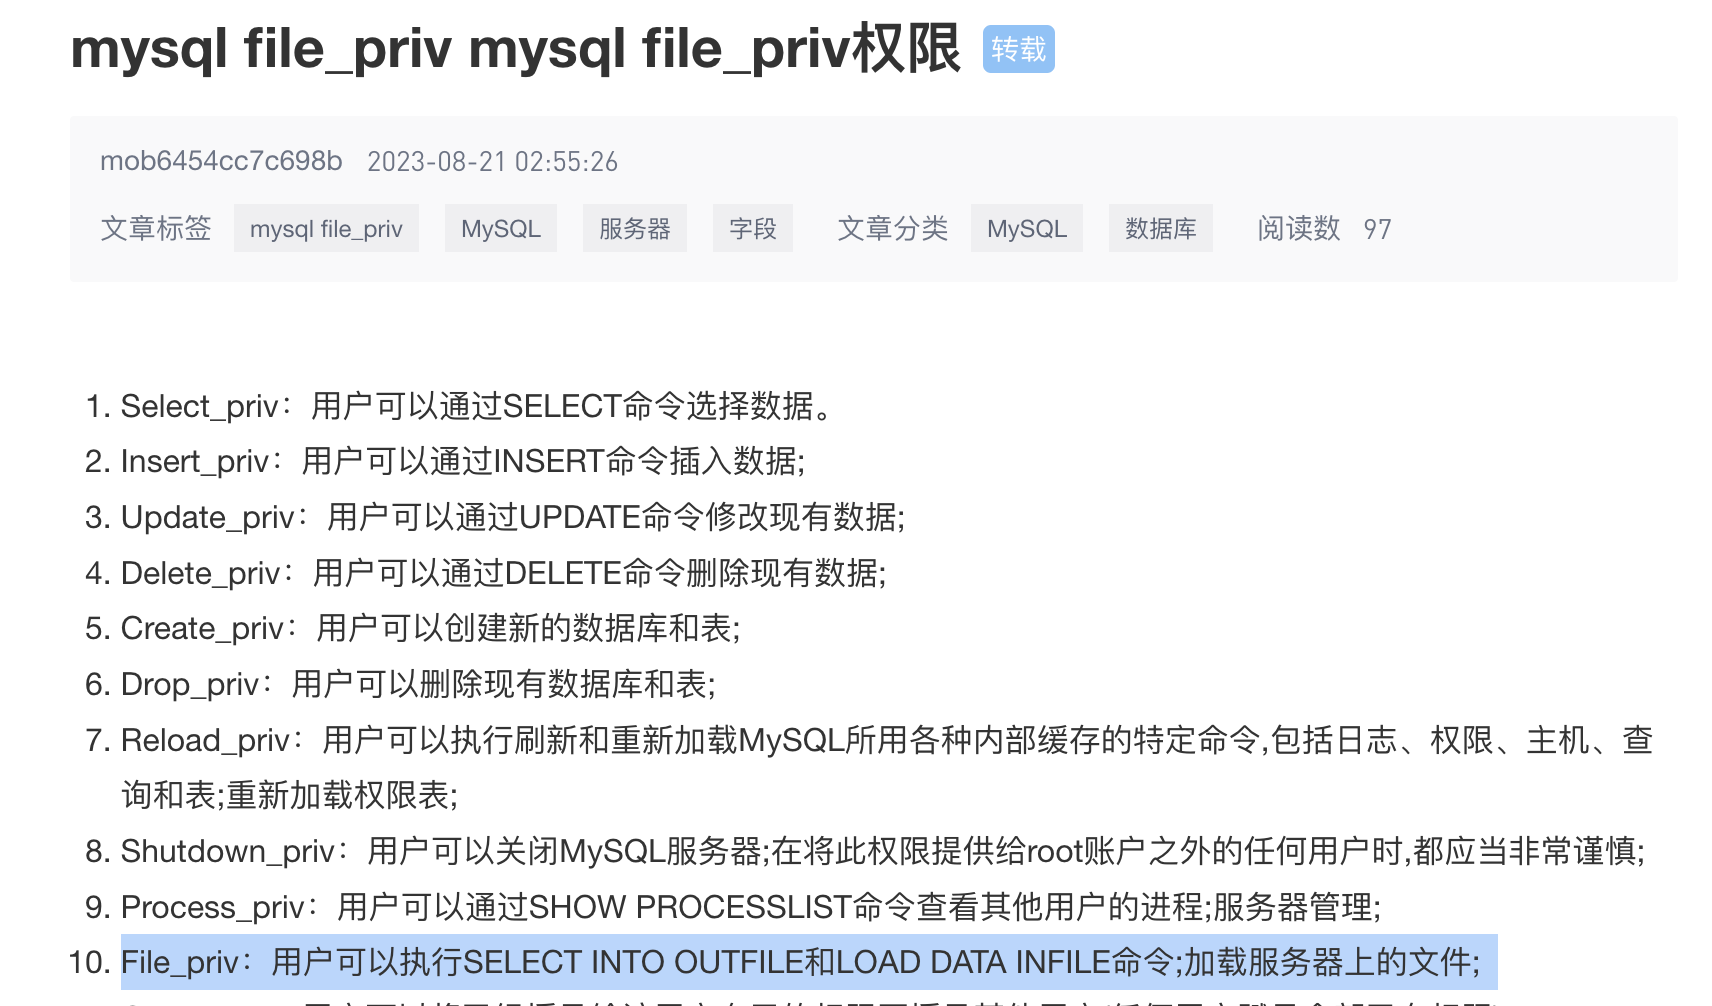 mysql file_priv mysql file_priv权限 转载
mob6454cc7c698b 2023-08-21 02:55:26
文章标签 mysql file_priv MySQL 服务器 字段 文章分类 MySQL 数据库 阅读数 97
1. Select_priv：用户可以通过SELECT命令选择数据。
2. Insert_priv：用户可以通过INSERT命令插入数据;
3. Update_priv：用户可以通过UPDATE命令修改现有数据;
4. Delete_priv：用户可以通过DELETE命令删除现有数据;
5. Create_priv：用户可以创建新的数据库和表;
6. Drop_priv：用户可以删除现有数据库和表;
7. Reload_priv：用户可以执行刷新和重新加载MySQL所用各种内部缓存的特定命令,包括日志、权限、主机、查
询和表;重新加载权限表;
8. Shutdown_priv：用户可以关闭MySQL服务器;在将此权限提供给root账户之外的任何用户时,都应当非常谨慎;
9. Process_priv：用户可以通过SHOW PROCESSLIST命令查看其他用户的进程;服务器管理;
10. File_priv：用户可以执行SELECT INTO OUTFILE和LOAD DATA INFILE命令;加载服务器上的文件;